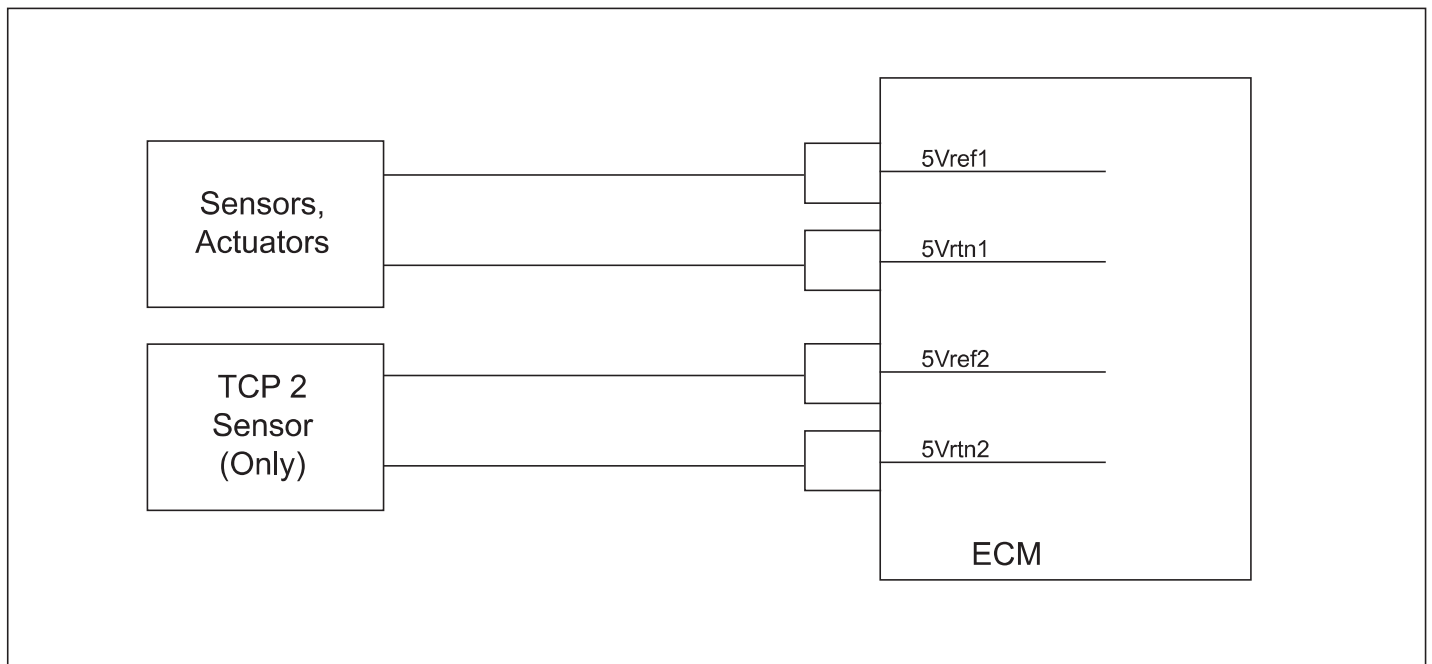 Sensors,
Actuators
TCP 2
Sensor
(Only)
5Vref1
5Vrtn1
5Vref2
5Vrtn2
ECM